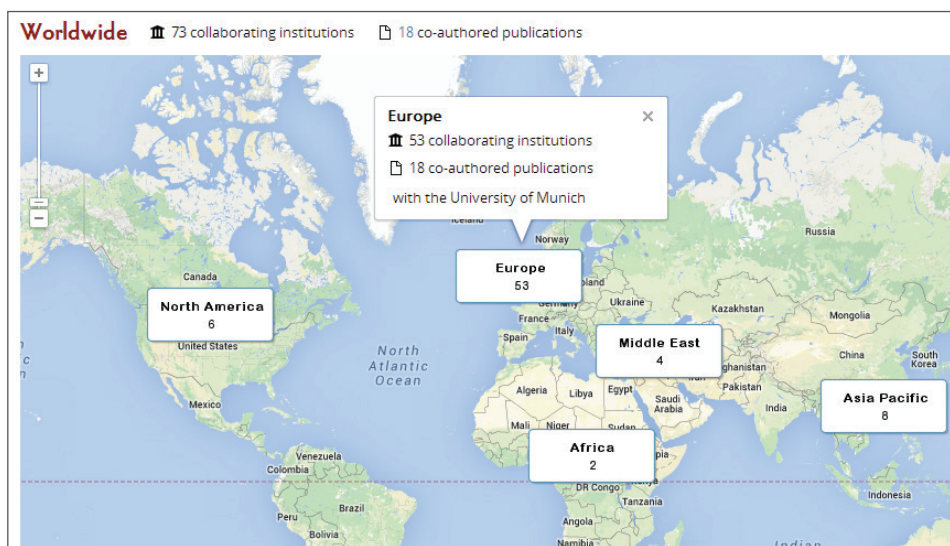 Worldwide 73 collaborating institutions 18 co-authored publications
+
Europe ×
53 collaborating institutions
18 co-authored publications
with the University of Munich
−
Iceland
Norway
Russia
Europe
53
Canada
North America
6
United States
Poland
Germany
Ukraine
France
Italy
Spain
Kazakhstan
Mongolia
Middle East
4
North
Atlantic
Ocean
China
South
Korea
Afghanistan
Iran
Pakistan
Algeria
Libya
Egypt
Saudi
Arabia
India
Asia Pacific
8
Mexico
Mali
Niger
Sudan
Africa
2
Venezuela
Colombia
Kenya
DR Congo
Tanzania
Indonesia
Brazil
Peru
Angola
Bolivia
Namibia
Indian